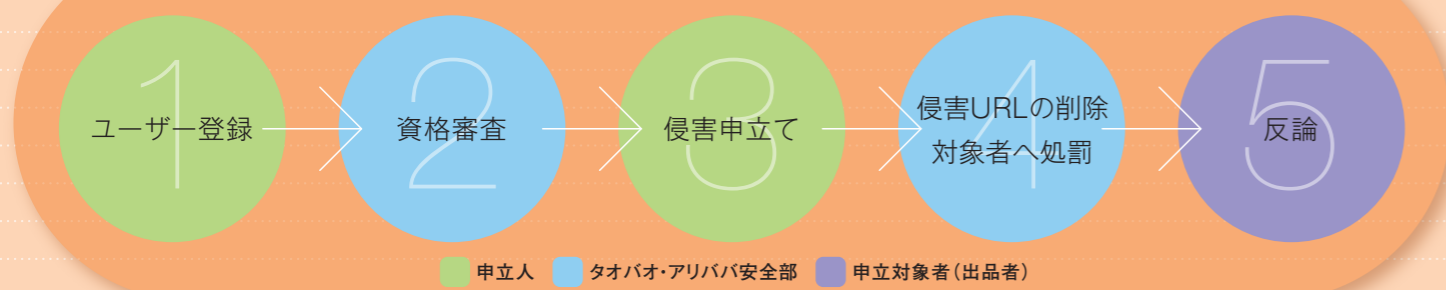 1
ユーザー登録
2
資格審査
3
侵害申立て
4
侵害URLの削除
対象者へ処罰
5
反論
申立人 タオバオ・アリババ安全部 申立対象者(出品者)